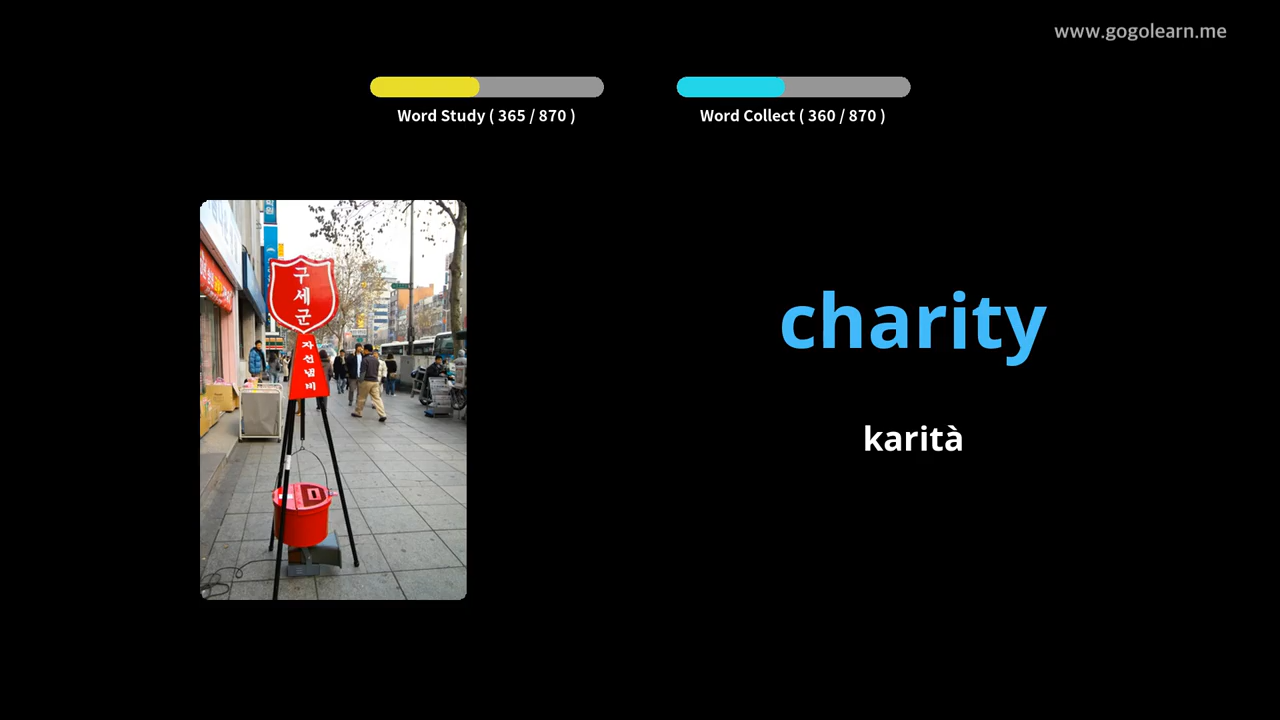 www.gogolearn.me
Word Study ( 365 / 870 )
Word Collect ( 360 / 870 )
구세군
자선냄비
charity
karità